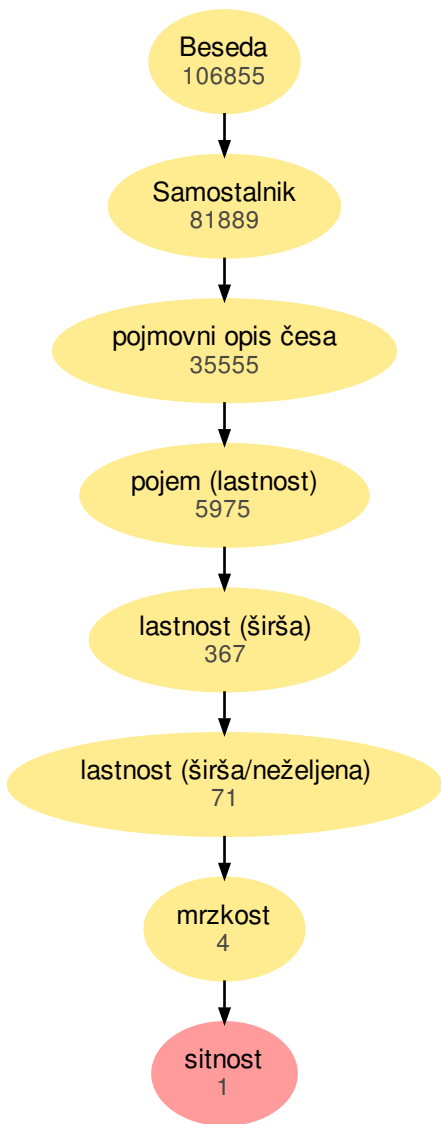 Beseda
106855
Samostalnik
81889
pojmovni opis česa
35555
pojem (lastnost)
5975
lastnost (širša)
367
lastnost (širša/neželjena)
71
mrzkost
4
sitnost
1